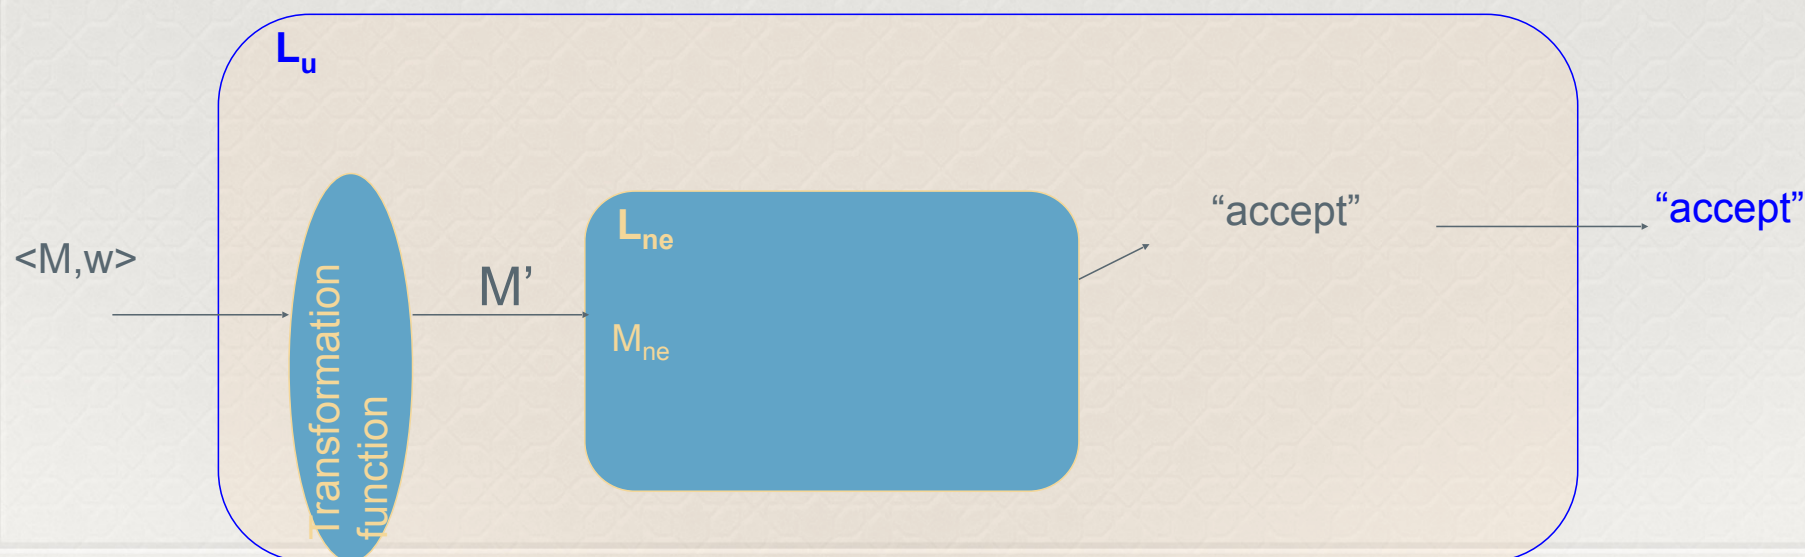 Lu
“accept”
“accept”
Lne
<M,w>
M’
Mne
Transformation
function